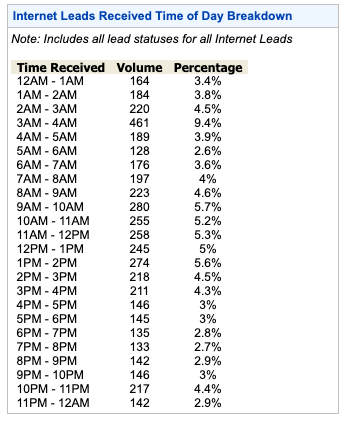 Internet Leads Received Time of Day Breakdown
Note: Includes all lead statuses for all Internet Leads
Time Received Volume Percentage
12AM - 1AM 164 3.4%
1AM - 2AM 184 3.8%
2AM - 3AM 220 4.5%
3AM - 4AM 461 9.4%
4AM - 5AM 189 3.9%
5AM - 6AM 128 2.6%
6AM - 7AM 176 3.6%
7AM - 8AM 197 4%
8AM - 9AM 223 4.6%
9AM - 10AM 280 5.7%
10AM - 11AM 255 5.2%
11AM - 12PM 258 5.3%
12PM - 1PM 245 5%
1PM - 2PM 274 5.6%
2PM - 3PM 218 4.5%
3PM - 4PM 211 4.3%
4PM - 5PM 146 3%
5PM - 6PM 145 3%
6PM - 7PM 135 2.8%
7PM - 8PM 133 2.7%
8PM - 9PM 142 2.9%
9PM - 10PM 146 3%
10PM - 11PM 217 4.4%
11PM - 12AM 142 2.9%